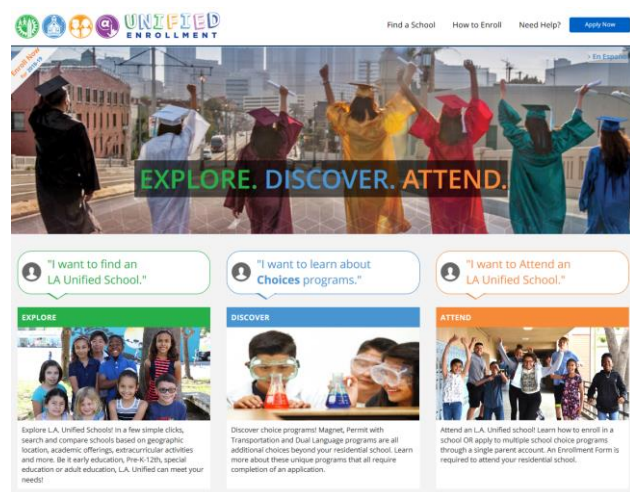 UNIFIED
ENROLLMENT
Find a School
How to Enroll
Need Help?
Apply Now
Enroll Now
for 2018-19
> En Español
EXPLORE. DISCOVER. ATTEND.
"I want to find an
LA Unified School."
"I want to learn about
Choices programs."
"I want to Attend an
LA Unified School."
EXPLORE
Explore L.A. Unified Schools! In a few simple clicks,
search and compare schools based on geographic
location, academic offerings, extracurricular activities
and more. Be it early education, Pre-K-12th, special
education or adult education, L.A. Unified can meet your
needs!
DISCOVER
Discover choice programs! Magnet, Permit with
Transportation and Dual Language programs are all
additional choices beyond your residential school. Learn
more about these unique programs that all require
completion of an application.
ATTEND
Attend an L.A. Unified school! Learn how to enroll in a
school OR apply to multiple school choice programs
through a single parent account. An Enrollment Form is
required to attend your residential school.